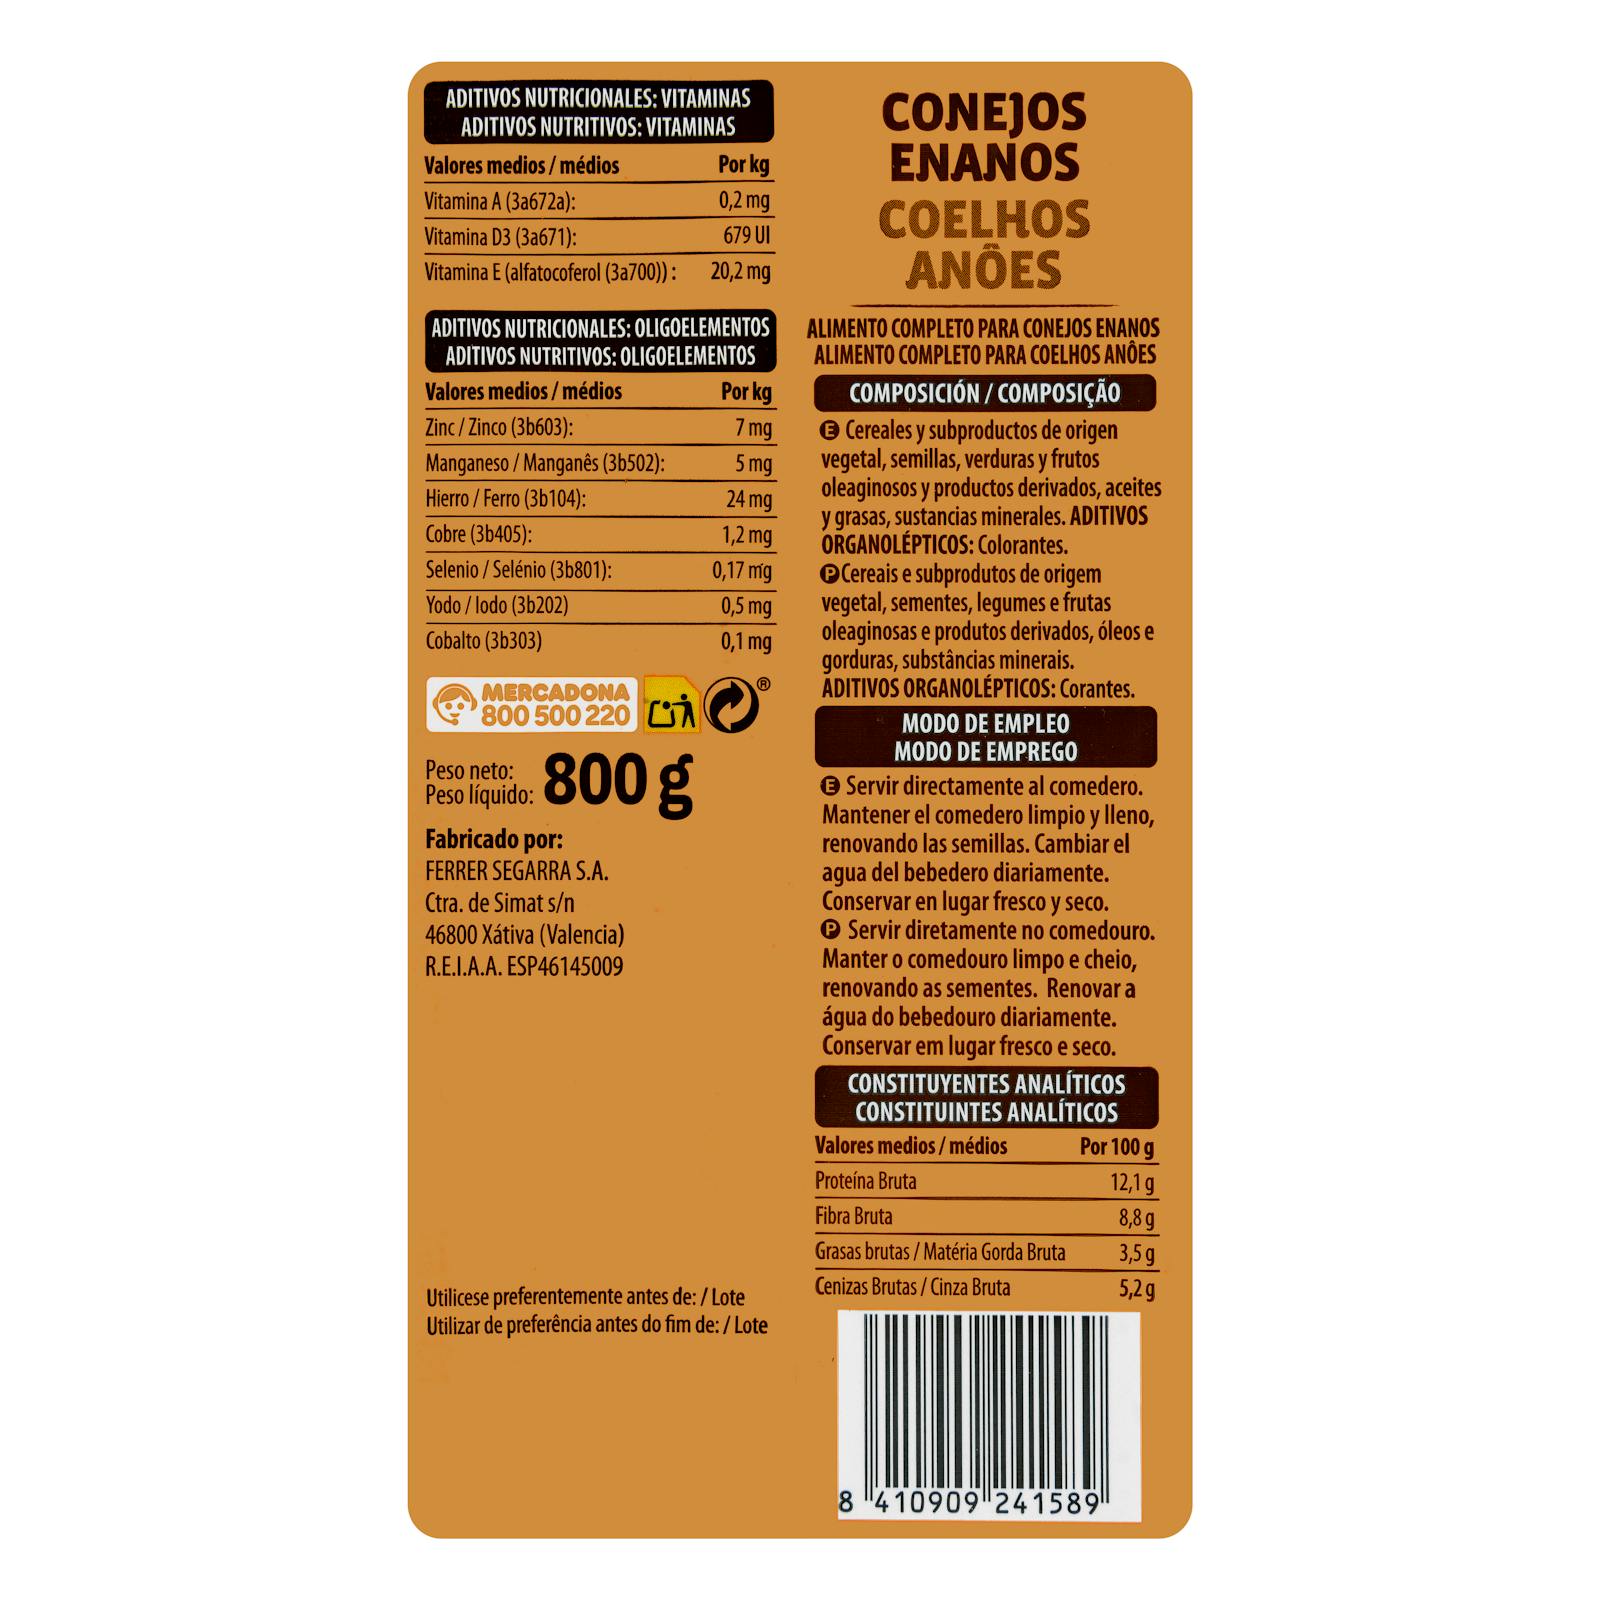 ADITIVOS NUTRICIONALES: VITAMINAS
ADITIVOS NUTRITIVOS: VITAMINAS
Valores medios / médios Por kg
Vitamina A (3a672a): 0,2 mg
Vitamina D3 (3a671): 679 UI
Vitamina E (alfatocoferol (3a700)) : 20,2 mg
ADITIVOS NUTRICIONALES: OLIGOELEMENTOS
ADITIVOS NUTRITIVOS: OLIGOELEMENTOS
Valores medios / médios Por kg
Zinc / Zinco (3b603): 7 mg
Manganeso / Manganês (3b502): 5 mg
Hierro / Ferro (3b104): 24 mg
Cobre (3b405): 1,2 mg
Selenio / Selénio (3b801): 0,17 mg
Yodo / Iodo (3b202) 0,5 mg
Cobalto (3b303) 0,1 mg
MERCADONA
800 500 220
®
Peso neto:
Peso líquido:
800 g
Fabricado por:
FERRER SEGARRA S.A.
Ctra. de Simat s/n
46800 Xátiva (Valencia)
R.E.I.A.A. ESP46145009
Utilicese preferentemente antes de: / Lote
Utilizar de preferência antes do fim de: / Lote
CONEJOS
ENANOS
COELHOS
ANÔES
ALIMENTO COMPLETO PARA CONEJOS ENANOS
ALIMENTO COMPLETO PARA COELHOS ANÔES
COMPOSICIÓN / COMPOSIÇÃO
E Cereales y subproductos de origen
vegetal, semillas, verduras y frutos
oleaginosos y productos derivados, aceites
y grasas, sustancias minerales. ADITIVOS
ORGANOLÉPTICOS: Colorantes.
P Cereais e subprodutos de origem
vegetal, sementes, legumes e frutas
oleaginosas e produtos derivados, óleos e
gorduras, substâncias minerais.
ADITIVOS ORGANOLÉPTICOS: Corantes.
MODO DE EMPLEO
MODO DE EMPREGO
E Servir directamente al comedero.
Mantener el comedero limpio y lleno,
renovando las semillas. Cambiar el
agua del bebedero diariamente.
Conservar en lugar fresco y seco.
P Servir diretamente no comedouro.
Manter o comedouro limpo e cheio,
renovando as sementes. Renovar a
água do bebedouro diariamente.
Conservar em lugar fresco e seco.
CONSTITUYENTES ANALÍTICOS
CONSTITUINTES ANALÍTICOS
Valores medios / médios Por 100 g
Proteína Bruta 12,1 g
Fibra Bruta 8,8 g
Grasas brutas / Matéria Gorda Bruta 3,5 g
Cenizas Brutas / Cinza Bruta 5,2 g
8 410909 241589